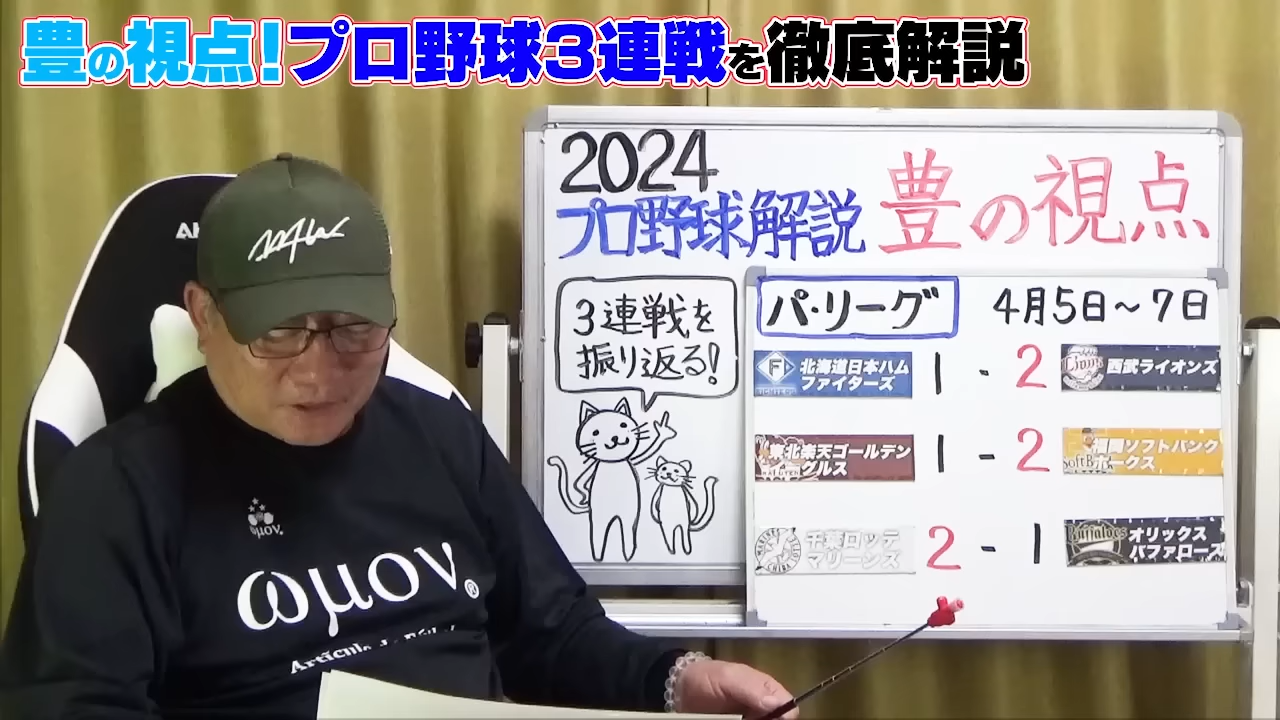 豊の視点!プロ野球3連戦を徹底解説
2024
プロ野球解説 豊の視点
3連戦を
振り返る!
パ・リーグ 4月5日～7日
北海道日本ハム
ファイターズ
1 - 2
Lions
西武ライオンズ
東北楽天ゴールデン
イーグルス
1 - 2
福岡ソフトバンク
ホークス
千葉ロッテ
マリーンズ
2 - 1
Buffaloes
オリックス
バファローズ
ωμον.
ωμον.®